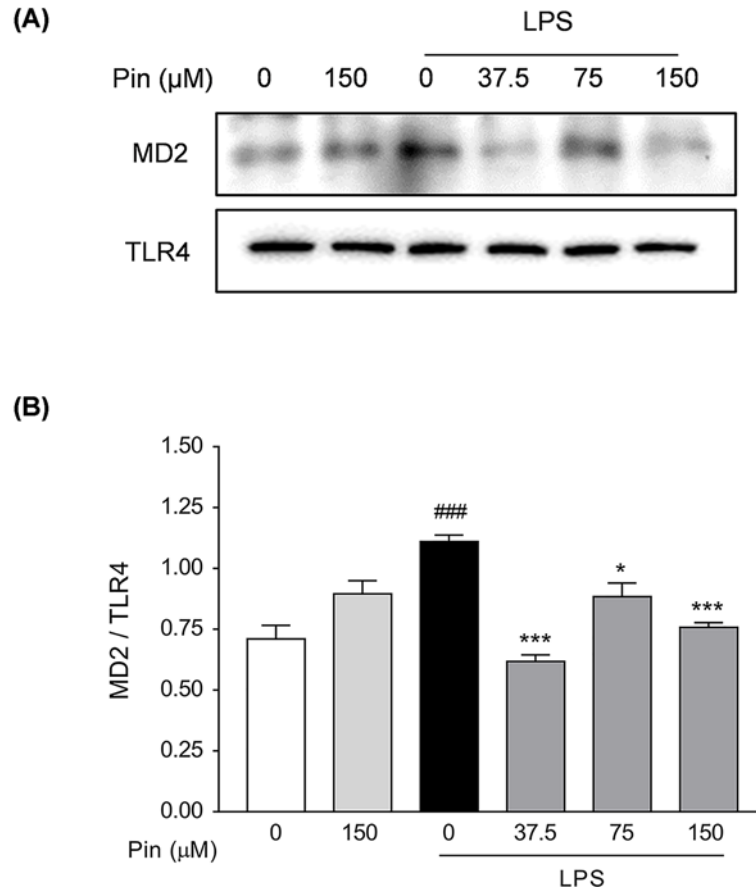 (A)
LPS
Pin (µM) 0 150 0 37.5 75 150
MD2
TLR4
(B)
MD2 / TLR4
1.50
1.25
1.00
0.75
0.50
0.25
0.00
###
***
*
***
Pin (µM) 0 150 0 37.5 75 150
LPS